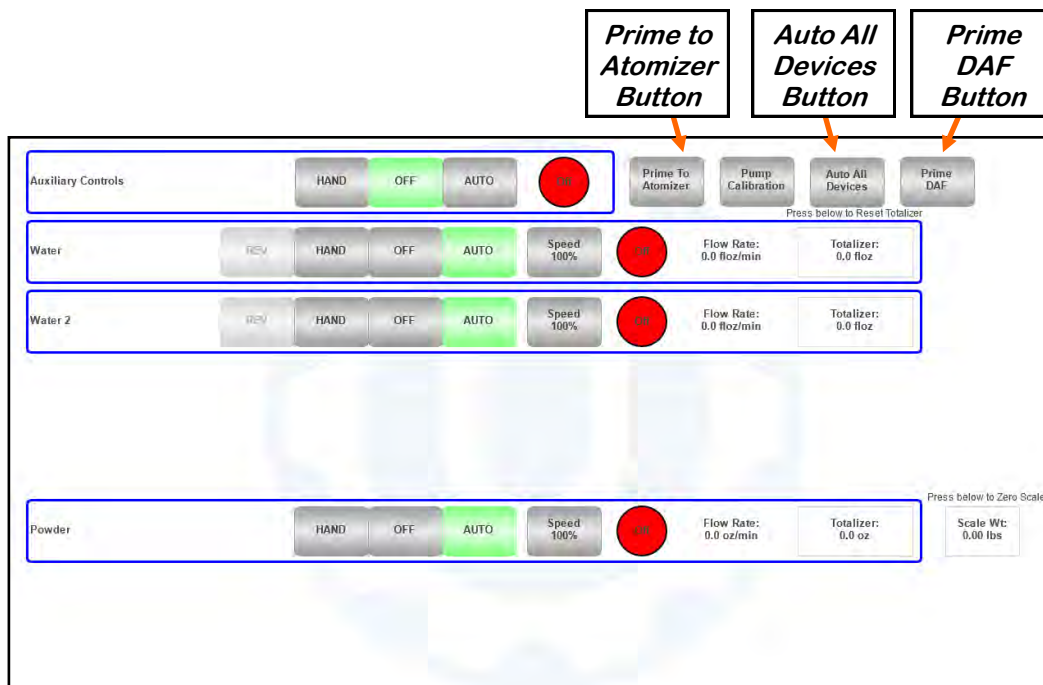 Prime to
Atomizer
Button
Auto All
Devices
Button
Prime
DAF
Button
Auxiliary Controls
HAND
OFF
AUTO
Prime To
Atomizer
Pump
Calibration
Auto All
Devices
Prime
DAF
Press below to Reset Totalizer
Water
REV
HAND
OFF
AUTO
Speed
100%
Flow Rate:
0.0 floz/min
Totalizer:
0.0 floz
Water 2
REV
HAND
OFF
AUTO
Speed
100%
Flow Rate:
0.0 floz/min
Totalizer:
0.0 floz
Press below to Zero Scale
Powder
HAND
OFF
AUTO
Speed
100%
Flow Rate:
0.0 oz/min
Totalizer:
0.0 oz
Scale Wt:
0.00 lbs